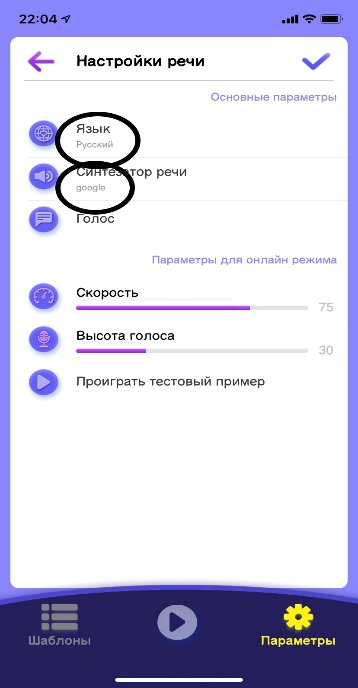 22:04
Настройки речи
Основные параметры
Язык
Русский
Синтезатор речи
google
Голос
Параметры для онлайн режима
Скорость
75
Высота голоса
30
Проиграть тестовый пример
Шаблоны
Параметры